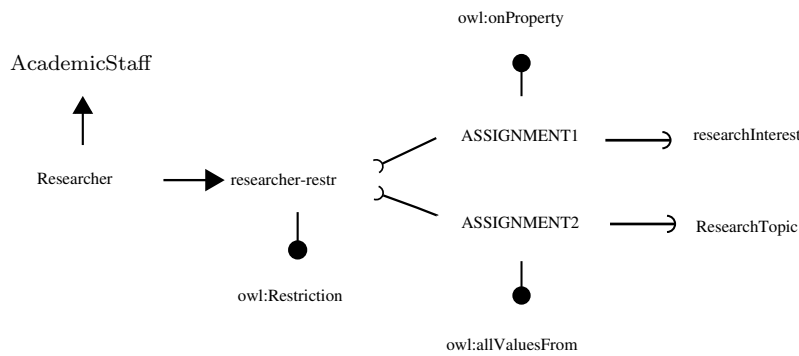 owl:onProperty
AcademicStaff
ASSIGNMENT1
researchInterest
Researcher
researcher-restr
ASSIGNMENT2
ResearchTopic
owl:Restriction
owl:allValuesFrom